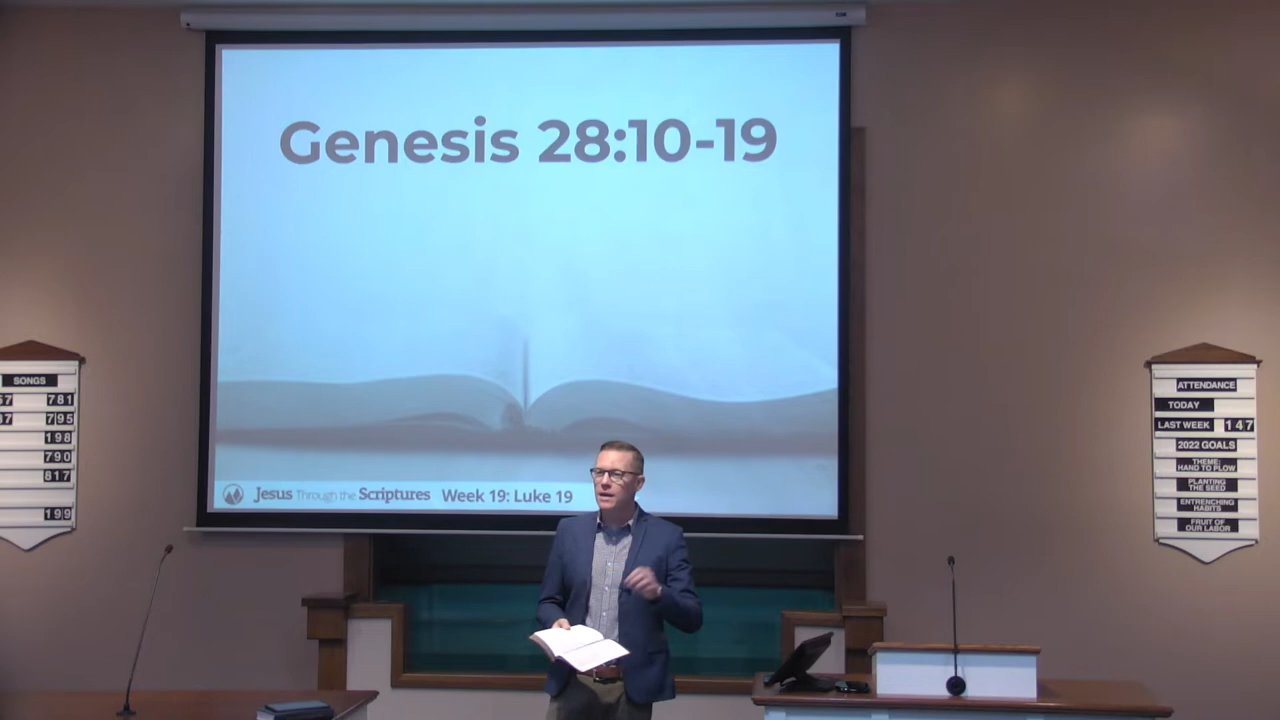 Genesis 28:10-19
Jesus Through the Scriptures Week 19: Luke 19
SONGS
781
795
198
790
817
199
ATTENDANCE
TODAY
LAST WEEK 147
2022 GOALS
THEME:
HAND TO PLOW
PLANTING
THE SEED
ENTRENCHING
HABITS
FRUIT OF
OUR LABOR